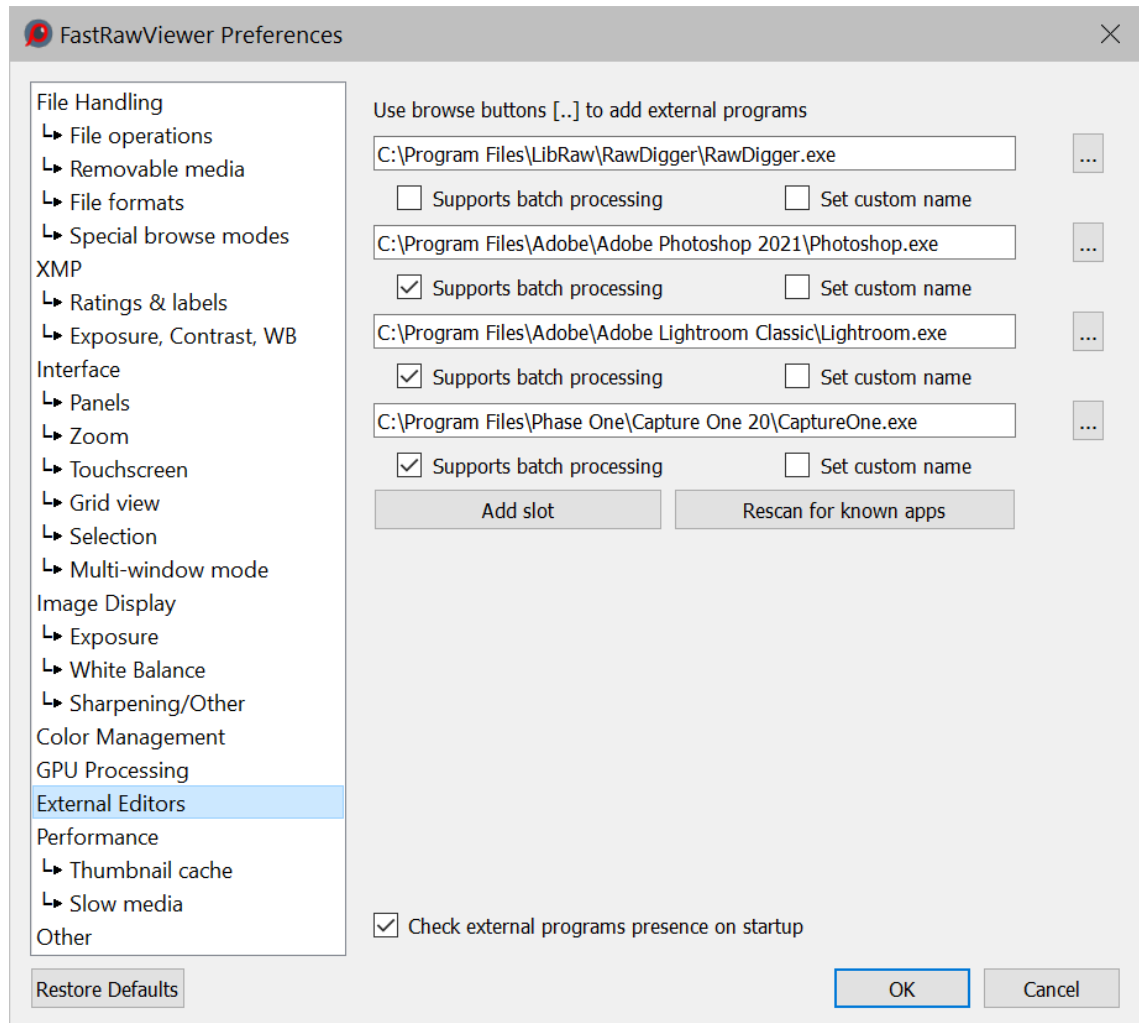 FastRawViewer Preferences
File Handling
File operations
Removable media
File formats
Special browse modes
XMP
Ratings & labels
Exposure, Contrast, WB
Interface
Panels
Zoom
Touchscreen
Grid view
Selection
Multi-window mode
Image Display
Exposure
White Balance
Sharpening/Other
Color Management
GPU Processing
External Editors
Performance
Thumbnail cache
Slow media
Other
Use browse buttons [..] to add external programs
C:\Program Files\LibRaw\RawDigger\RawDigger.exe
...
Supports batch processing Set custom name
C:\Program Files\Adobe\Adobe Photoshop 2021\Photoshop.exe
...
Supports batch processing Set custom name
C:\Program Files\Adobe\Adobe Lightroom Classic\Lightroom.exe
...
Supports batch processing Set custom name
C:\Program Files\Phase One\Capture One 20\CaptureOne.exe
...
Supports batch processing Set custom name
Add slot Rescan for known apps
Check external programs presence on startup
Restore Defaults OK Cancel